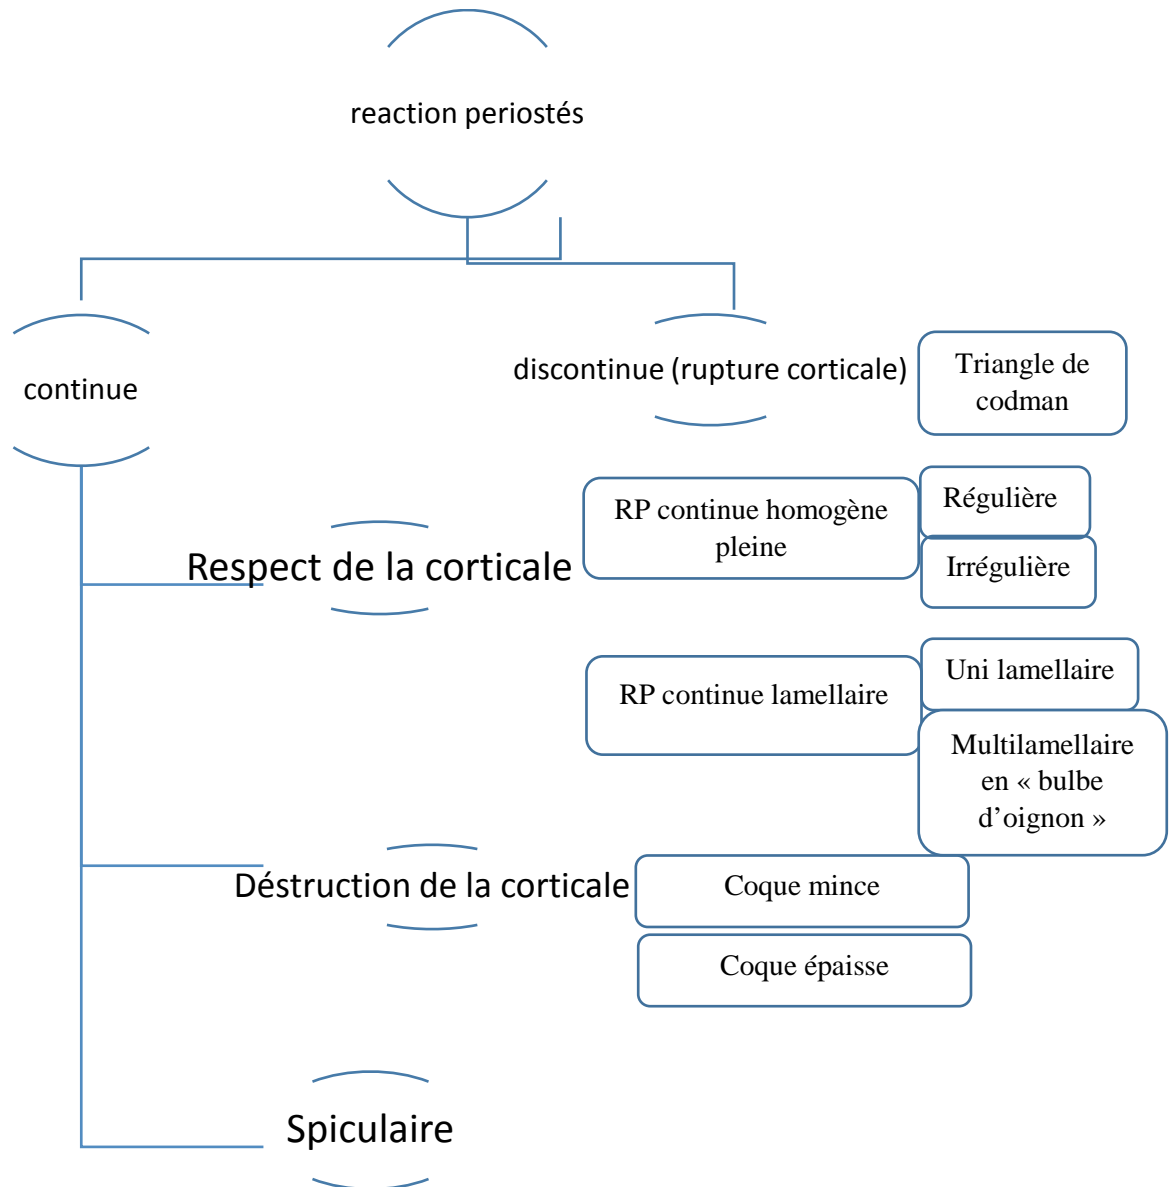 reaction periostés
continue
discontinue (rupture corticale)
Triangle de
codman
Respect de la corticale
RP continue homogène
pleine
Régulière
Irrégulière
RP continue lamellaire
Uni lamellaire
Multilamellaire
en « bulbe
d’oignon »
Déstruction de la corticale
Coque mince
Coque épaisse
Spiculaire